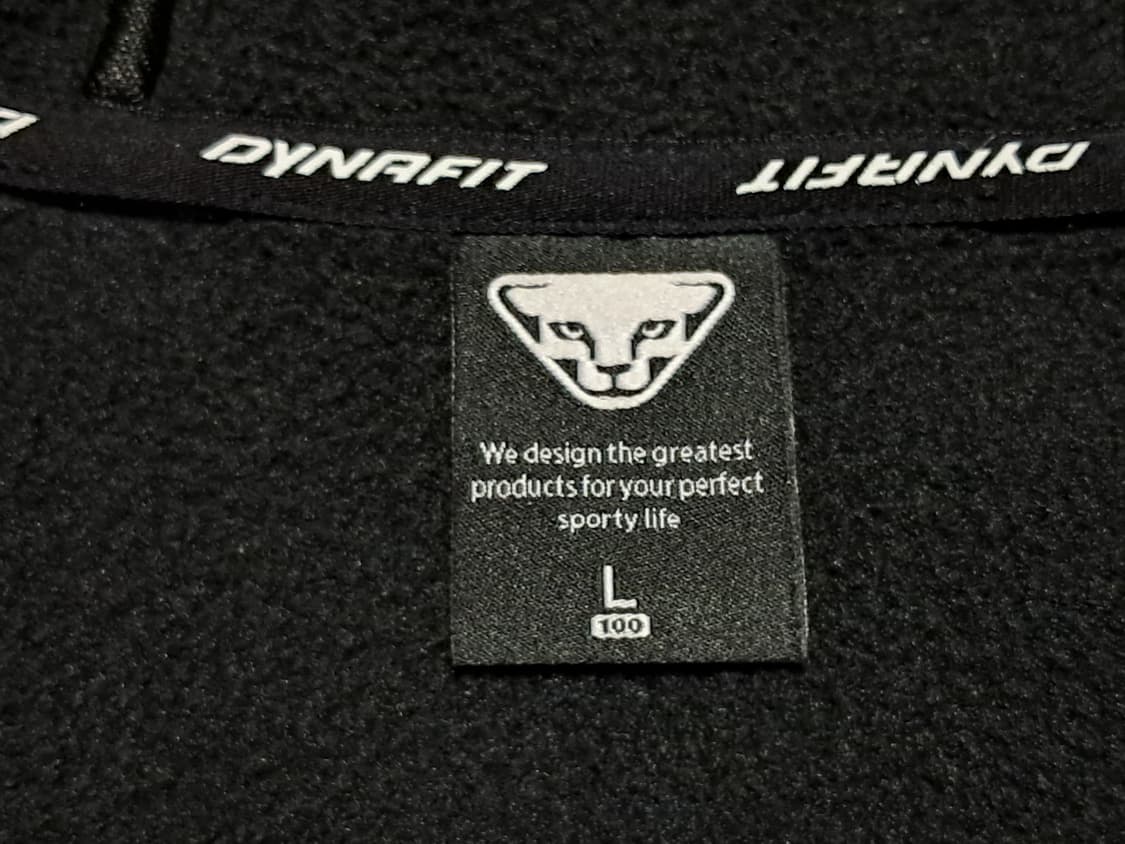 DYNAFIT
DYNAFIT
We design the greatest
products for your perfect
sporty life
L
100